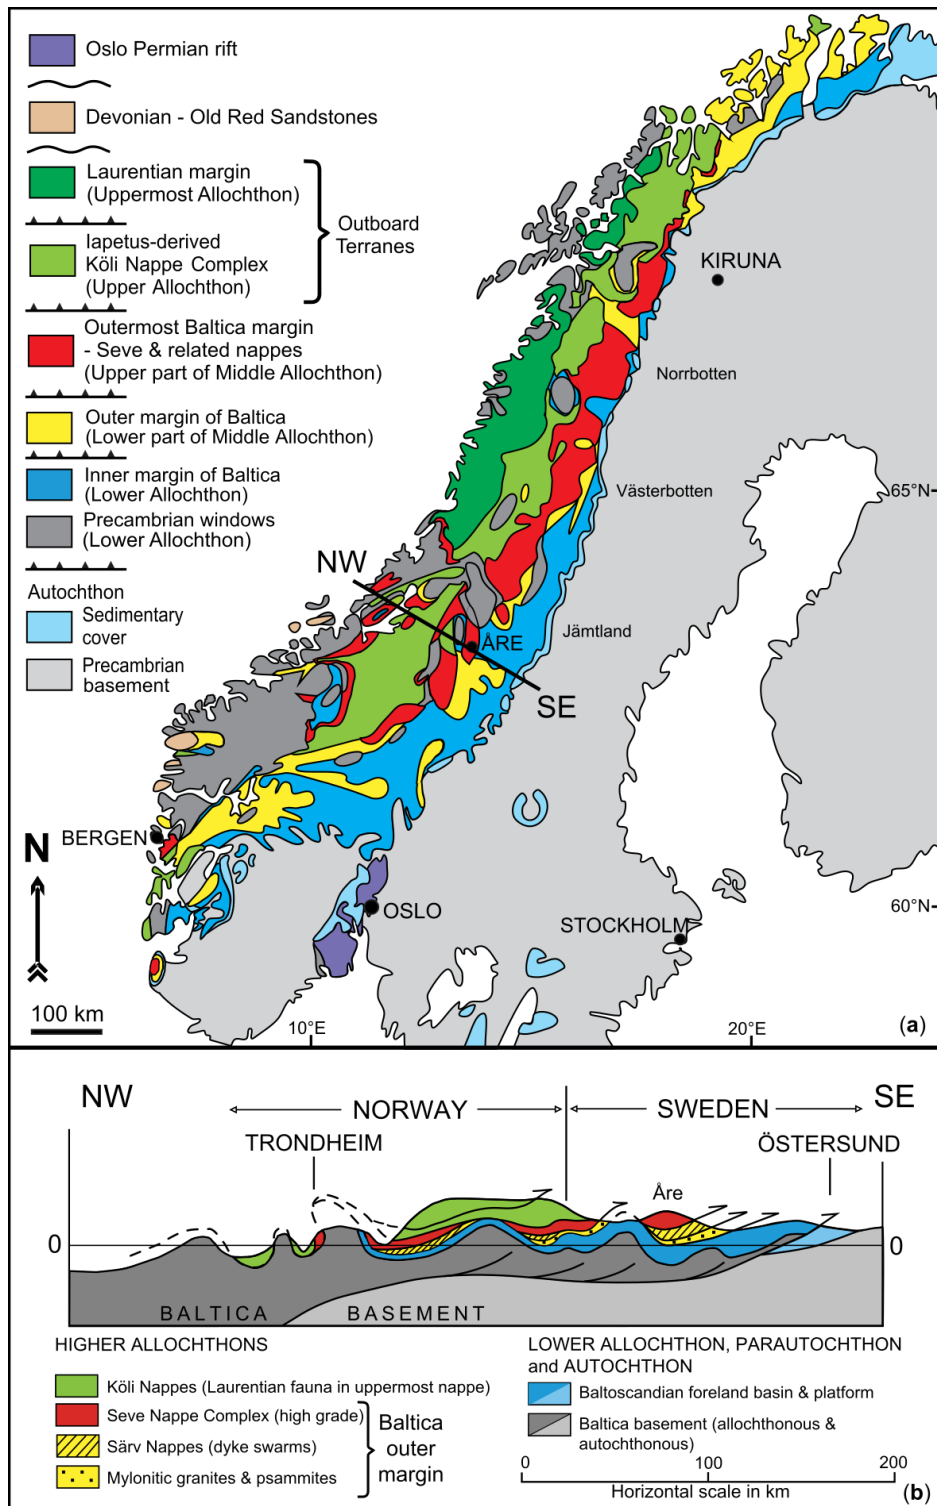 Oslo Permian rift
Devonian - Old Red Sandstones
Laurentian margin
(Uppermost Allochthon)
Iapetus-derived
Köli Nappe Complex
(Upper Allochthon)
Outboard
Terranes
Outermost Baltica margin
- Seve & related nappes
(Upper part of Middle Allochthon)
Outer margin of Baltica
(Lower part of Middle Allochthon)
Inner margin of Baltica
(Lower Allochthon)
Precambrian windows
(Lower Allochthon)
Autochthon
Sedimentary
cover
Precambrian
basement
KIRUNA
Norrbotten
Västerbotten
65°N
NW
ÅRE
Jämtland
SE
BERGEN
N
OSLO
STOCKHOLM
60°N
100 km
10°E
20°E
(a)
NW
SE
NORWAY
SWEDEN
TRONDHEIM
ÖSTERSUND
Åre
0
0
BALTICA BASEMENT
HIGHER ALLOCHTHONS
Köli Nappes (Laurentian fauna in uppermost nappe)
Seve Nappe Complex (high grade)
Särv Nappes (dyke swarms)
Mylonitic granites & psammites
Baltica
outer
margin
LOWER ALLOCHTHON, PARAUTOCHTHON
and AUTOCHTHON
Baltoscandian foreland basin & platform
Baltica basement (allochthonous &
autochthonous)
0 100 200
Horizontal scale in km
(b)